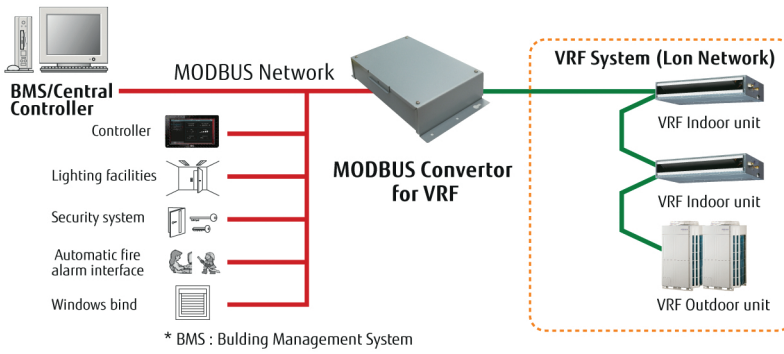 BMS/Central
Controller
MODBUS Network
Controller
Lighting facilities
Security system
Automatic fire
alarm interface
Windows bind
* BMS : Bulding Management System
MODBUS Convertor
for VRF
VRF System (Lon Network)
VRF Indoor unit
VRF Indoor unit
VRF Outdoor unit